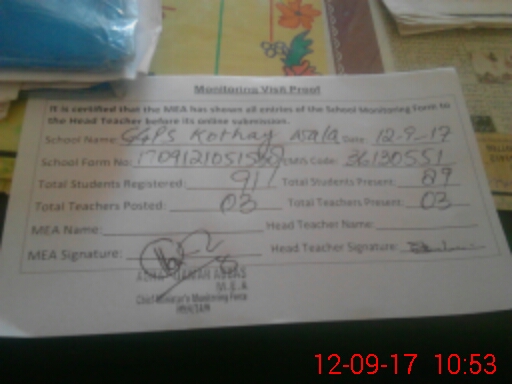 Monitoring Visit Proof
It is certified that the MEA has shown all entries of the School Monitoring Form to
the Head Teacher before its online submission.
School Name: GGPS Kothay wala Date: 12-9-17
School Form No: EMIS Code: 36130551
Total Students Registered: 91 Total Students Present: 89
Total Teachers Posted: 03 Total Teachers Present: 03
MEA Name: Head Teacher Name:
MEA Signature: Head Teacher Signature:
ABBAS
M.E.A
Chief Minister's Monitoring Force
MULTAN
12-09-17 10:53